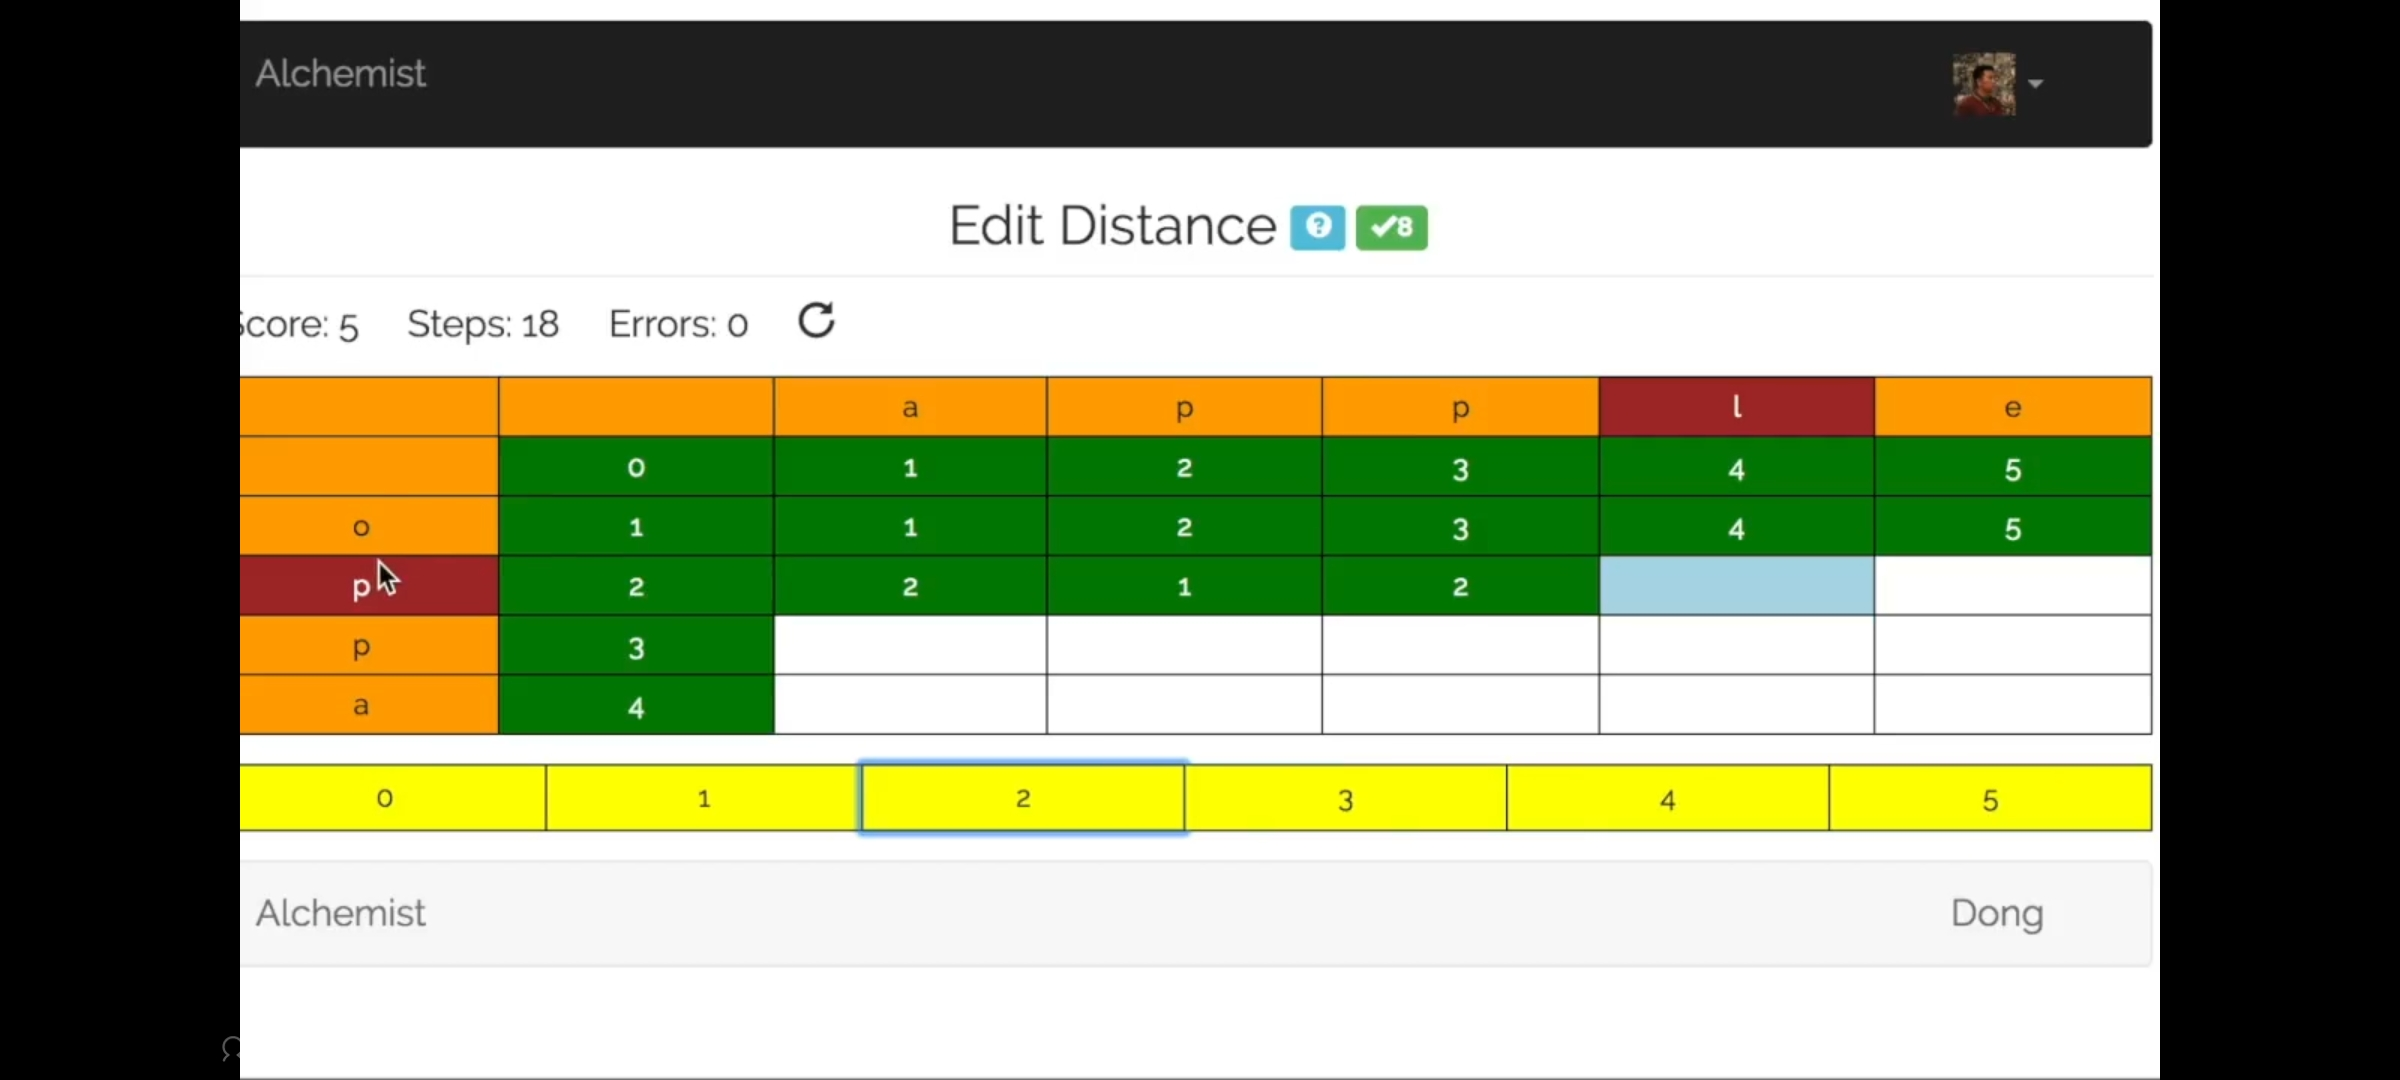 Alchemist
Edit Distance 8
Score: 5 Steps: 18 Errors: 0
a p p l e
0 1 2 3 4 5
o 1 1 2 3 4 5
p 2 2 1 2
p 3
a 4
0 1 2 3 4 5
Alchemist Dong